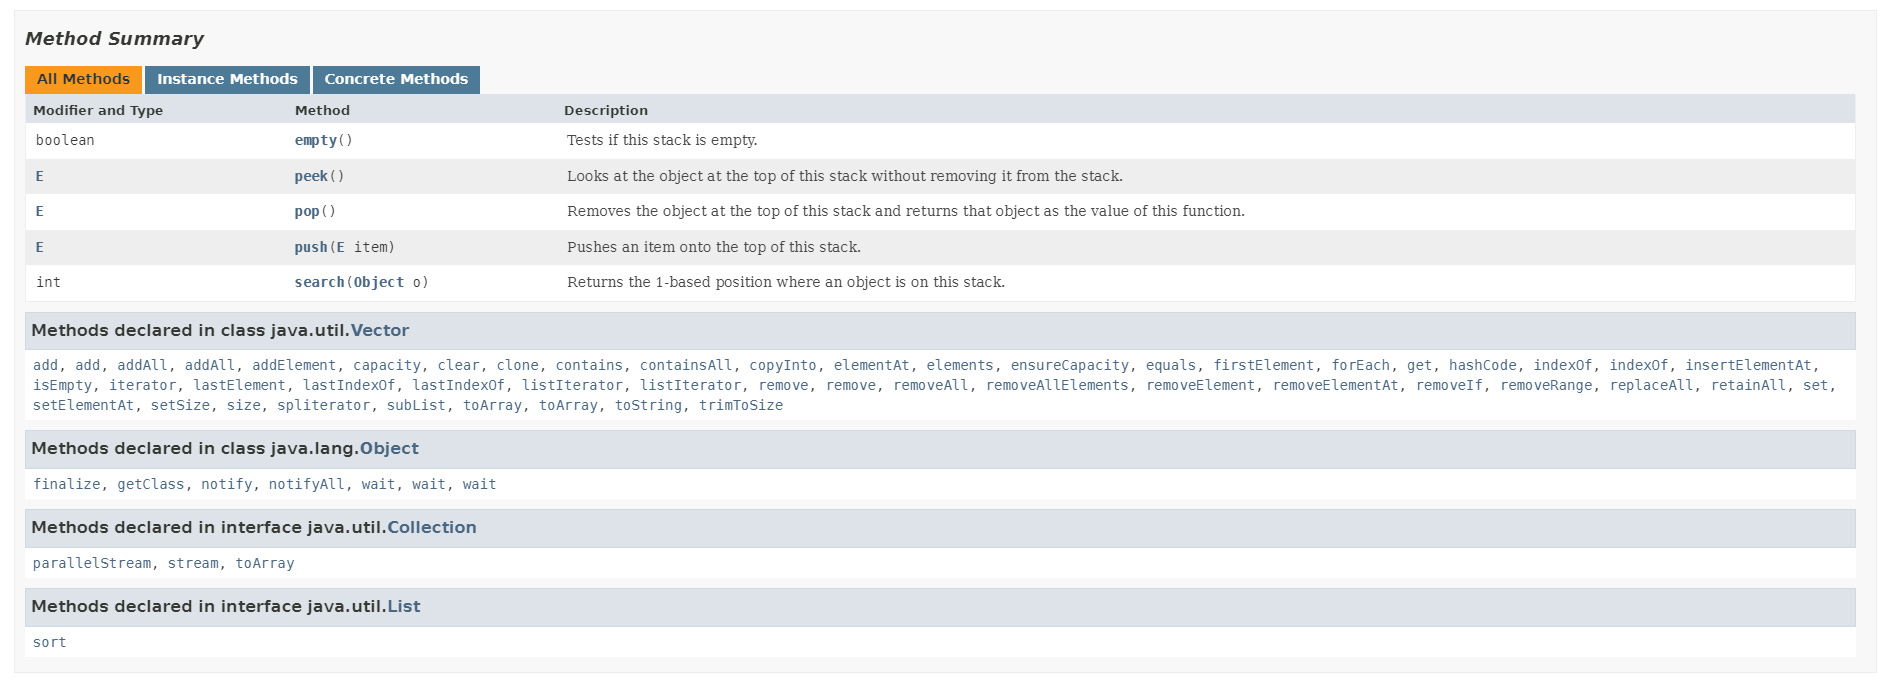 Method Summary
All Methods Instance Methods Concrete Methods
Modifier and Type Method Description
boolean empty() Tests if this stack is empty.
E peek() Looks at the object at the top of this stack without removing it from the stack.
E pop() Removes the object at the top of this stack and returns that object as the value of this function.
E push(E item) Pushes an item onto the top of this stack.
int search(Object o) Returns the 1-based position where an object is on this stack.
Methods declared in class java.util.Vector
add, add, addAll, addAll, addElement, capacity, clear, clone, contains, containsAll, copyInto, elementAt, elements, ensureCapacity, equals, firstElement, forEach, get, hashCode, indexOf, indexOf, insertElementAt,
isEmpty, iterator, lastElement, lastIndexOf, lastIndexOf, listIterator, listIterator, remove, remove, removeAll, removeAllElements, removeElement, removeElementAt, removeIf, removeRange, replaceAll, retainAll, set,
setElementAt, setSize, size, spliterator, subList, toArray, toArray, toString, trimToSize
Methods declared in class java.lang.Object
finalize, getClass, notify, notifyAll, wait, wait, wait
Methods declared in interface java.util.Collection
parallelStream, stream, toArray
Methods declared in interface java.util.List
sort